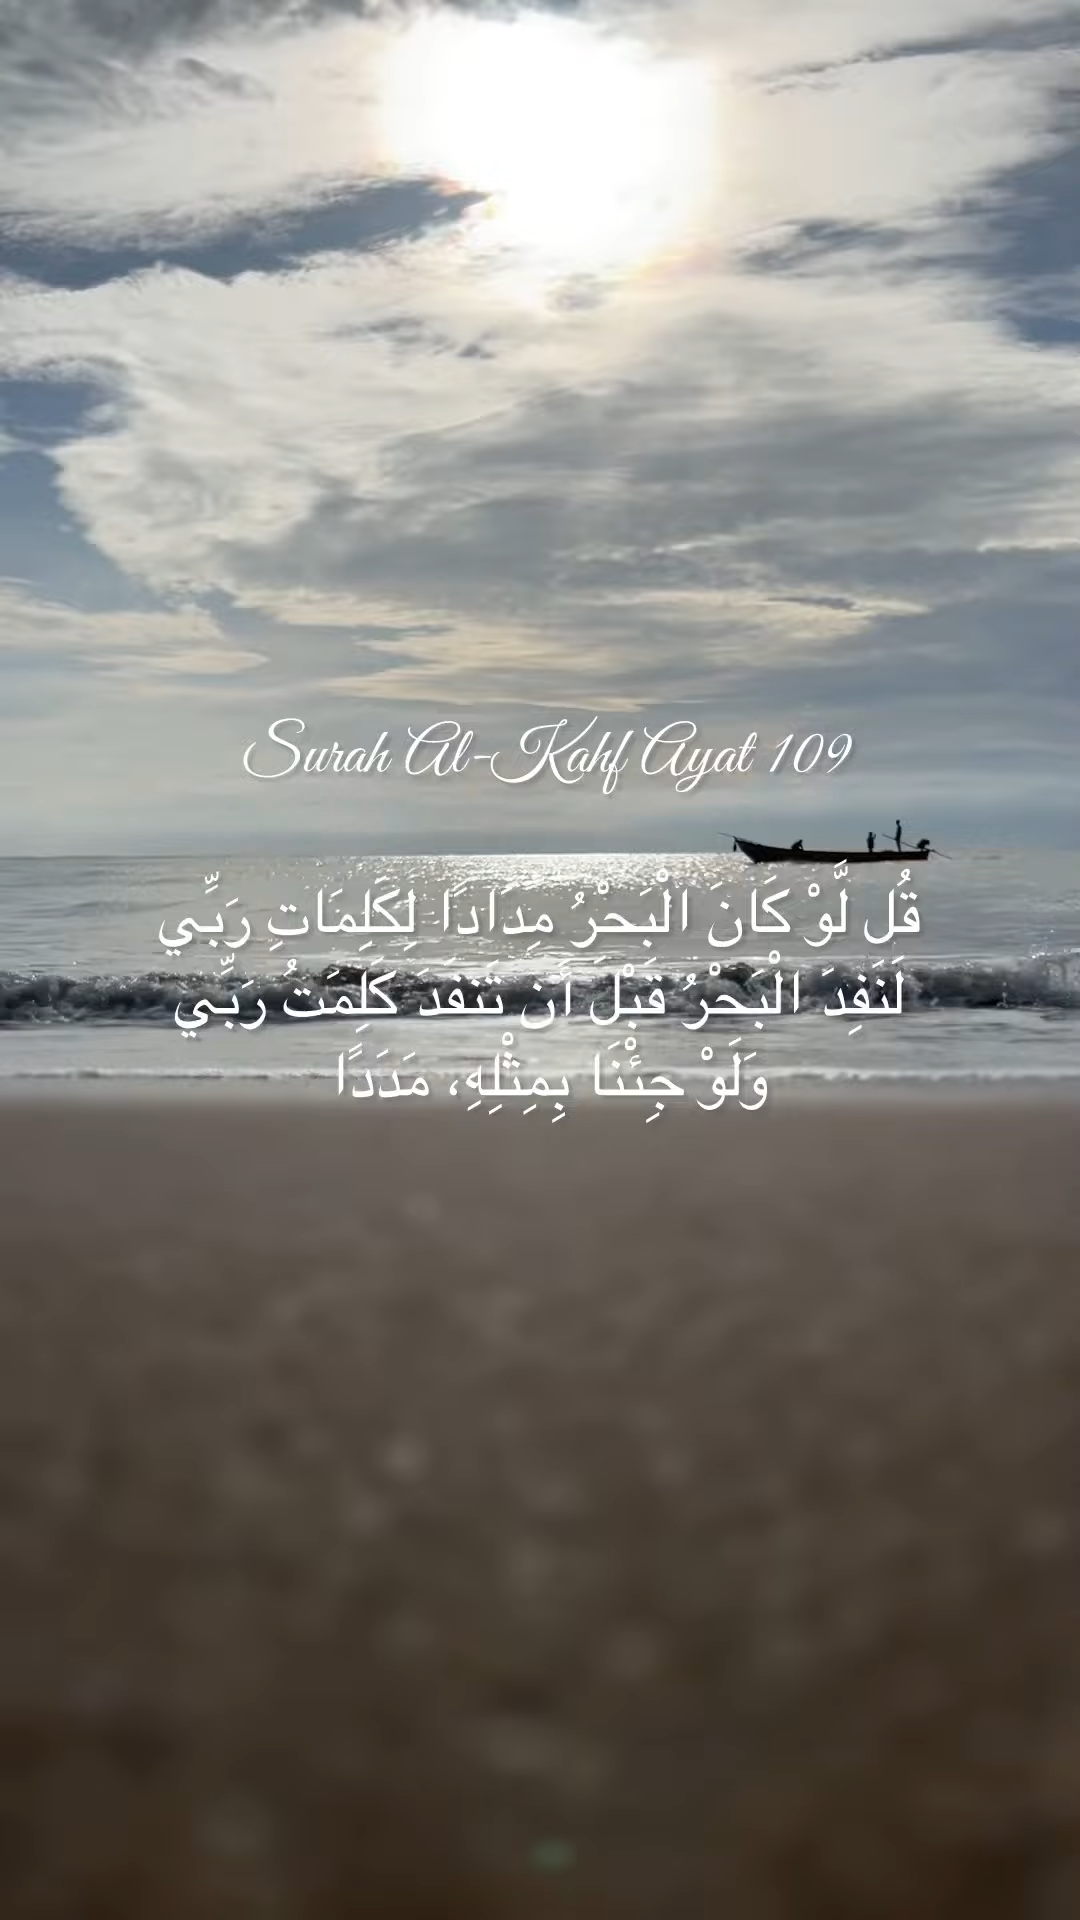 Surah Al-Kahf Ayat 109
قُل لَّوْ كَانَ الْبَحْرُ مِدَادًا لِكَلِمَاتِ رَبِّي
لَنَفِدَ الْبَحْرُ قَبْلَ أَن تَنفَدَ كَلِمَتُ رَبِّي
وَلَوْ جِئْنَا بِمِثْلِهِ، مَدَدًا